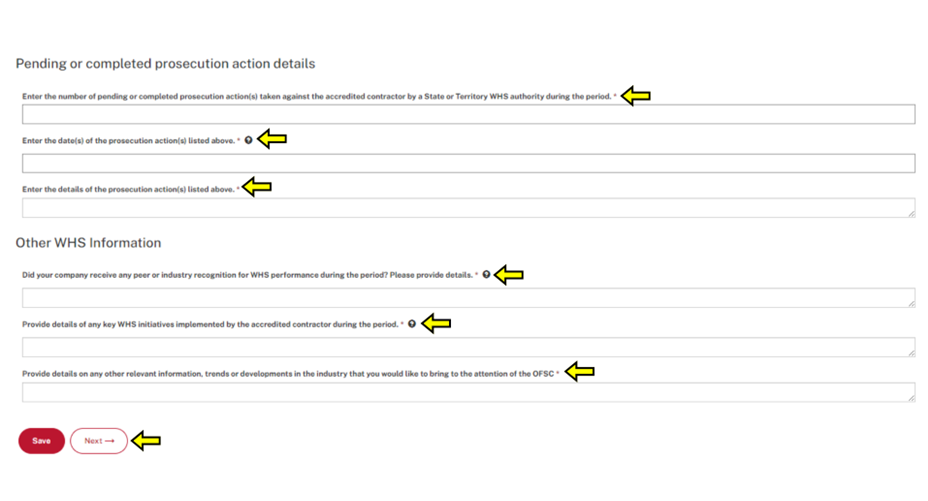 Pending or completed prosecution action details
Enter the number of pending or completed prosecution action(s) taken against the accredited contractor by a State or Territory WHS authority during the period. *
Enter the date(s) of the prosecution action(s) listed above. * ?
Enter the details of the prosecution action(s) listed above. *
Other WHS Information
Did your company receive any peer or industry recognition for WHS performance during the period? Please provide details. * ?
Provide details of any key WHS initiatives implemented by the accredited contractor during the period. * ?
Provide details on any other relevant information, trends or developments in the industry that you would like to bring to the attention of the OFSC *
Save Next →